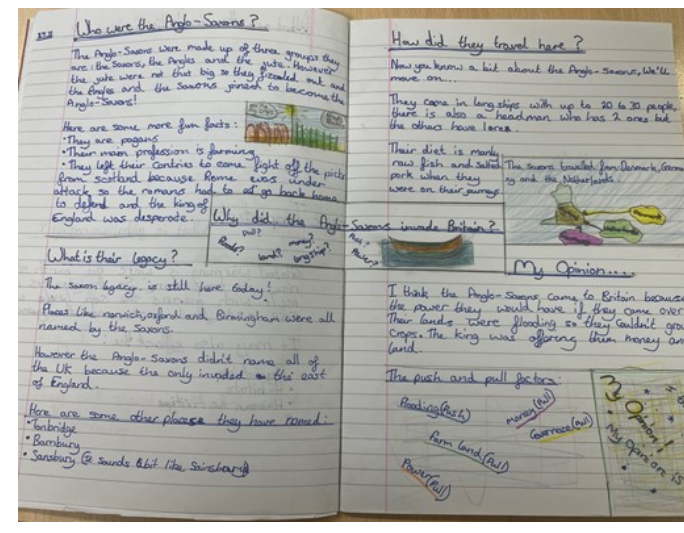 Who were the Anglo-Saxons?
The Anglo-Saxons were made up of three groups they
are: the Saxons, the Angles and the jute. However
the jute were not that big so they out and
the Angles and the Saxons joined to become the
Anglo-Saxons!
Here are some more fun facts:
• They are pagans
• Their main profession is farming
• They left their contries to come fight off the picts
from scotland because Rome was under
attack so the romans had to go back home
to defend and the king of
England was desperate.
What is their legacy?
The saxon legacy is still here today!
Places like norwich, oxford and Birmingham were all
named by the Saxons.
However the Anglo-Saxons didn't name all of
the UK because the only invaded the east
of England.
Here are some other places they have named:
• Tonbridge
• Bambury
• Sansbury (it sounds a bit like Sainsburys)
Why did the Anglo-Saxons invade Britain?
pull?
Push?
money?
land?
long ship?
Power?
How did they travel here?
Now you know a bit about the Anglo-Saxons, We'll
move on...
They came in long ships with up to 20 to 30 people,
there is also a headman who has 2 ores but
the others have 1 ores.
Their diet is manly
raw fish and salted
pork when they
were on their journeys.
The saxons travelled from: Denmark, German
ny and the Netherlands.
My Opinion...
I think the Anglo-Saxons, came to Britain because
the power they would have if they came over
Their lands were flooding so they couldn't grow
crops. The king was offering them money and
land.
The push and pull factors:
Flooding (Push)
money (Pull)
farm land (Pull)
Power (Pull)
My Opinion!
My Opinions is